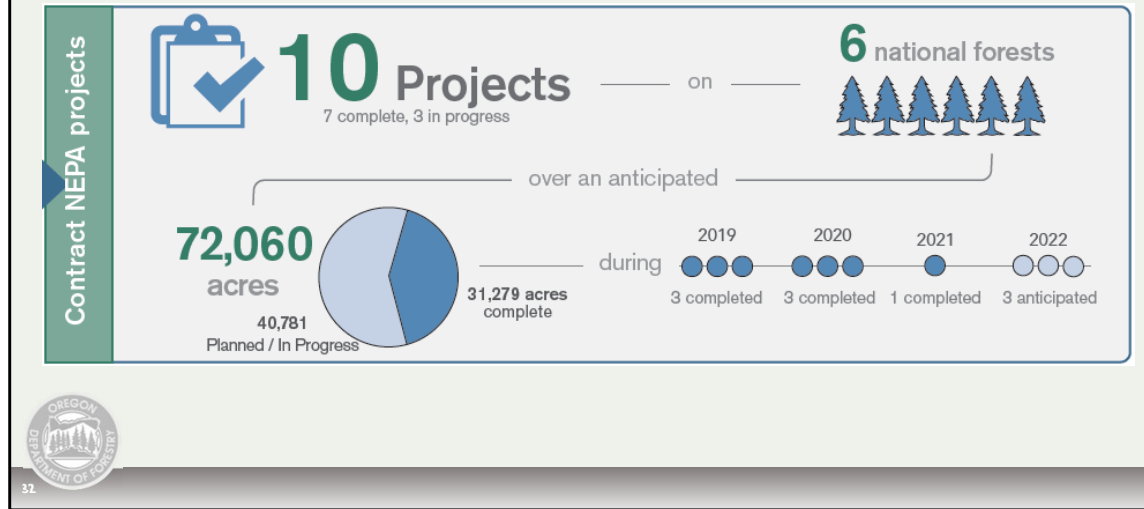 Contract NEPA projects
10 Projects
7 complete, 3 in progress
on
6 national forests
over an anticipated
72,060
acres
40,781
Planned / In Progress
31,279 acres
complete
during
2019
2020
2021
2022
3 completed
3 completed
1 completed
3 anticipated
OREGON
DEPARTMENT OF FORESTRY
32